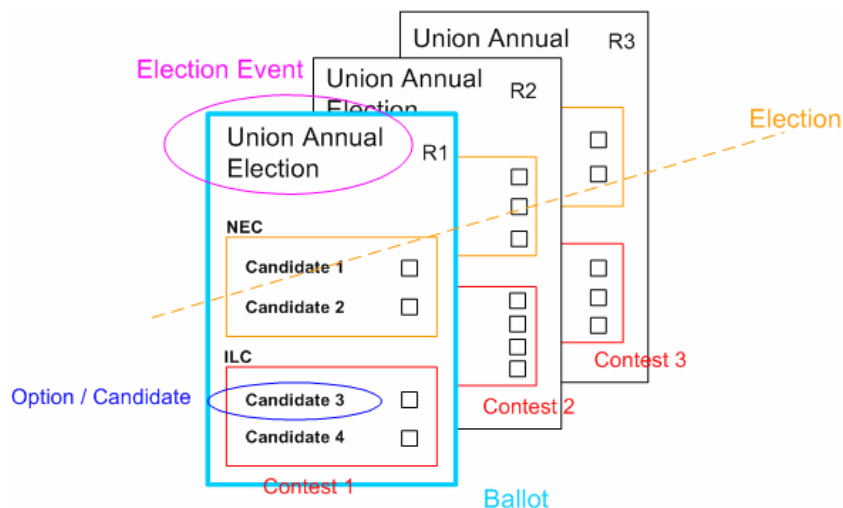 Union Annual R3
Election Event
Union Annual R2
Election
Election
Union Annual
Election R1
NEC
Candidate 1
Candidate 2
ILC
Contest 3
Option / Candidate
Candidate 3
Contest 2
Candidate 4
Contest 1
Ballot